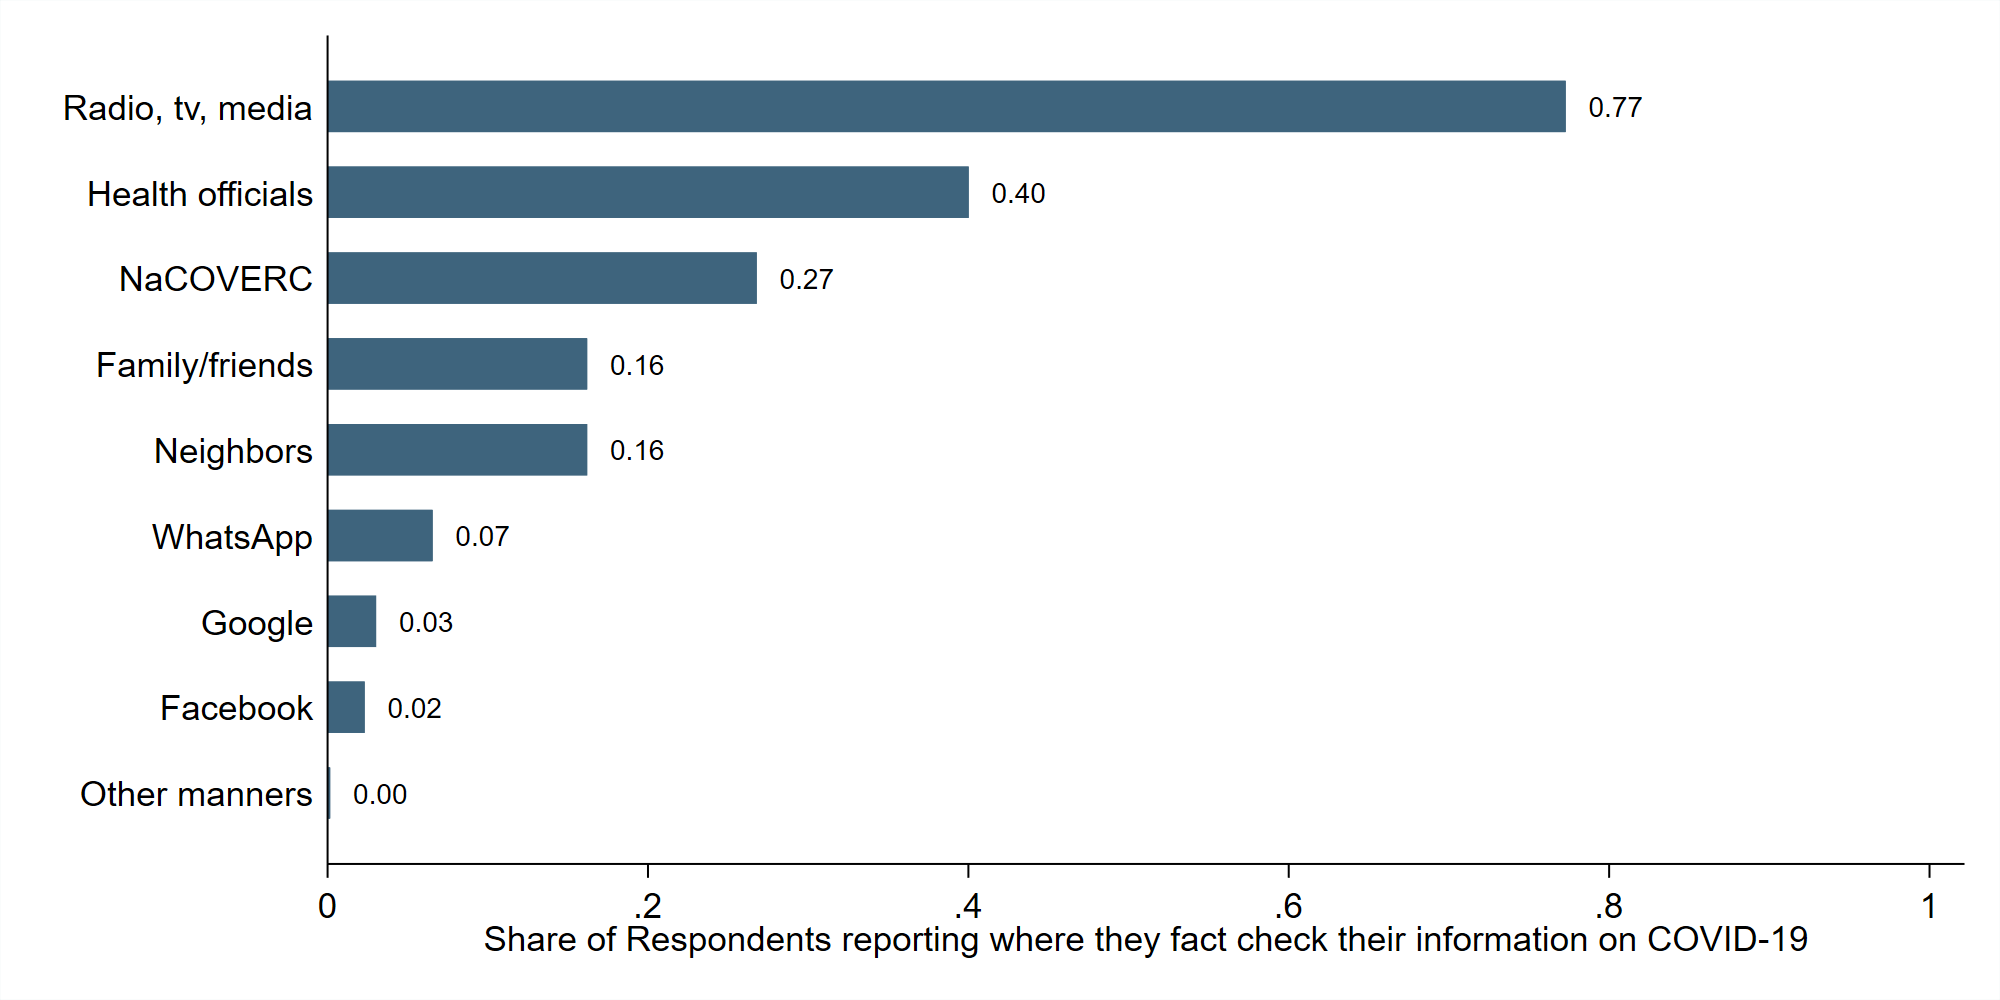 Radio, tv, media 0.77
Health officials 0.40
NaCOVERC 0.27
Family/friends 0.16
Neighbors 0.16
WhatsApp 0.07
Google 0.03
Facebook 0.02
Other manners 0.00
0 .2 .4 .6 .8 1
Share of Respondents reporting where they fact check their information on COVID-19